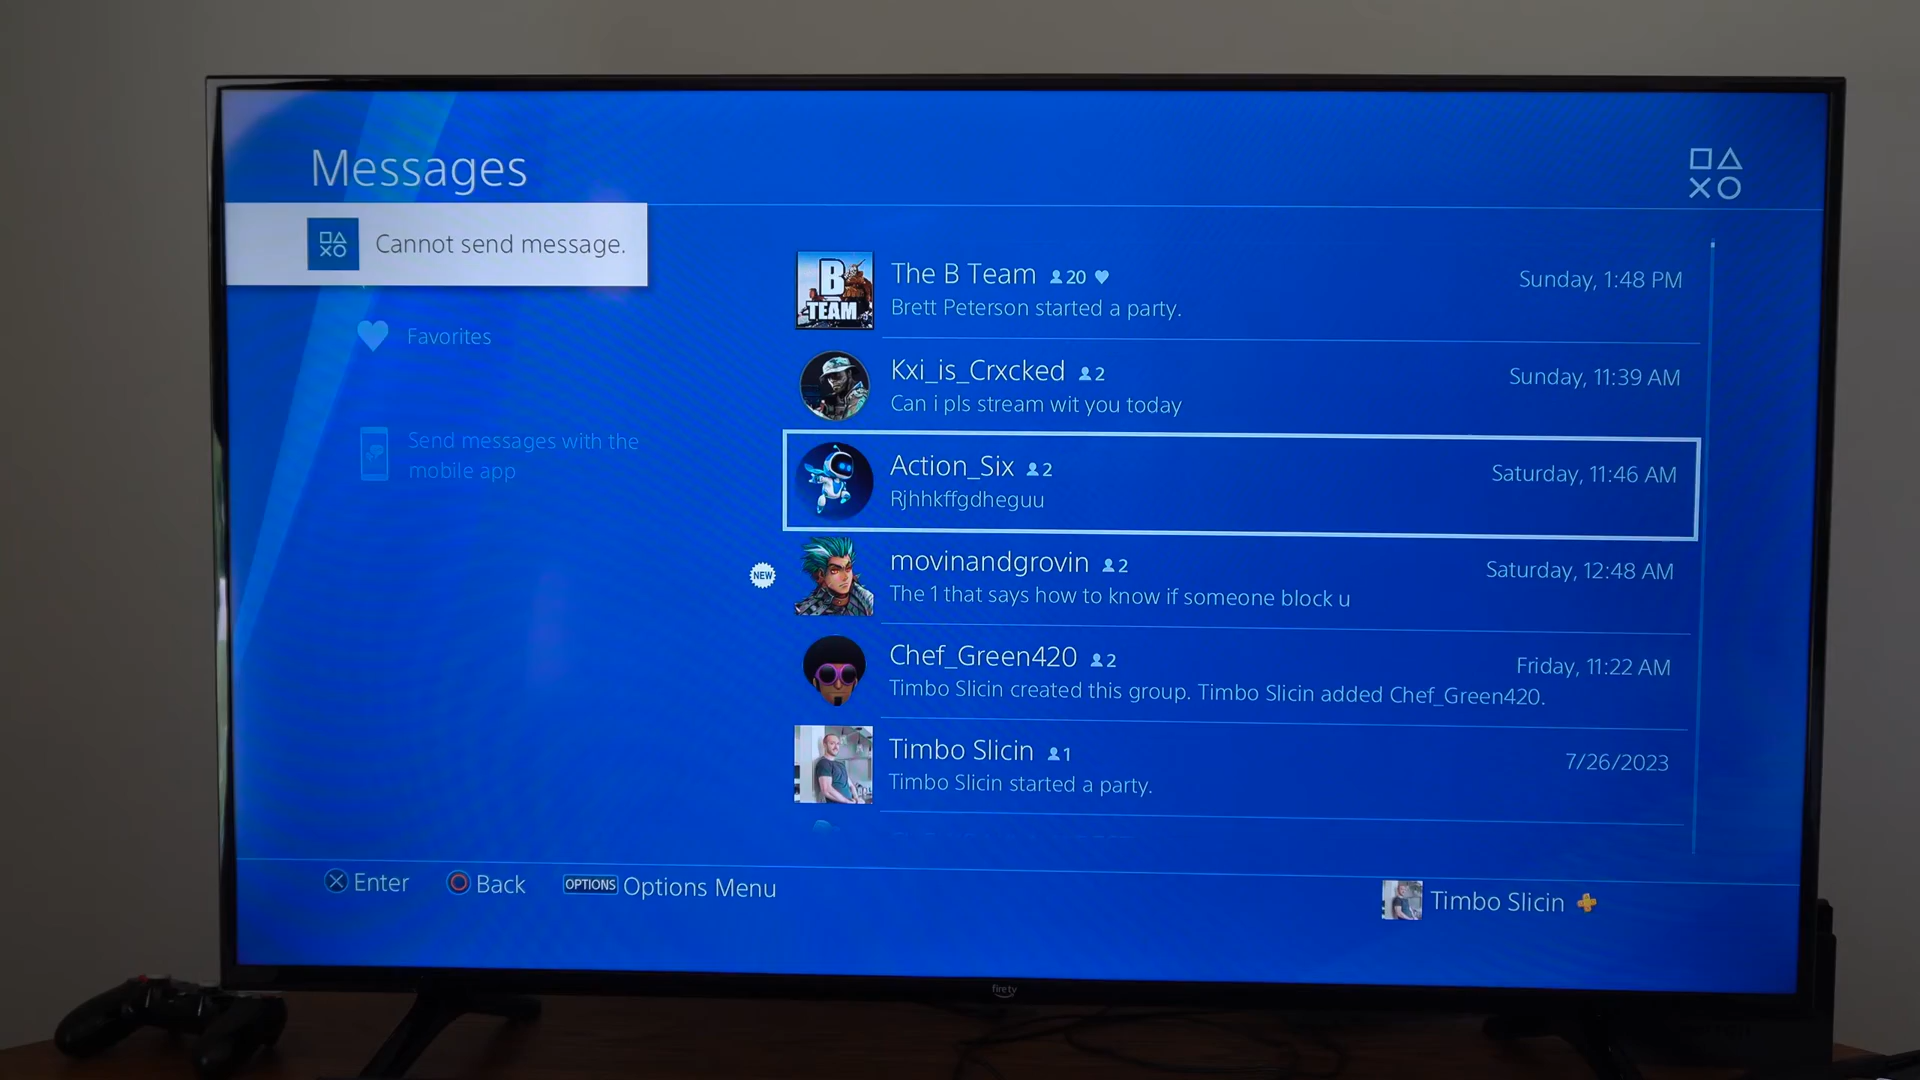 Messages
Cannot send message.
Favorites
Send messages with the
mobile app
B
TEAM
The B Team 20
Sunday, 1:48 PM
Brett Peterson started a party.
Kxi_is_Crxcked 2
Sunday, 11:39 AM
Can i pls stream wit you today
Action_Six 2
Saturday, 11:46 AM
Rjhhkffgdheguu
NEW
movinandgrovin 2
Saturday, 12:48 AM
The 1 that says how to know if someone block u
Chef_Green420 2
Friday, 11:22 AM
Timbo Slicin created this group. Timbo Slicin added Chef_Green420.
Timbo Slicin 1
7/26/2023
Timbo Slicin started a party.
Enter Back OPTIONS Options Menu
Timbo Slicin
fire tv